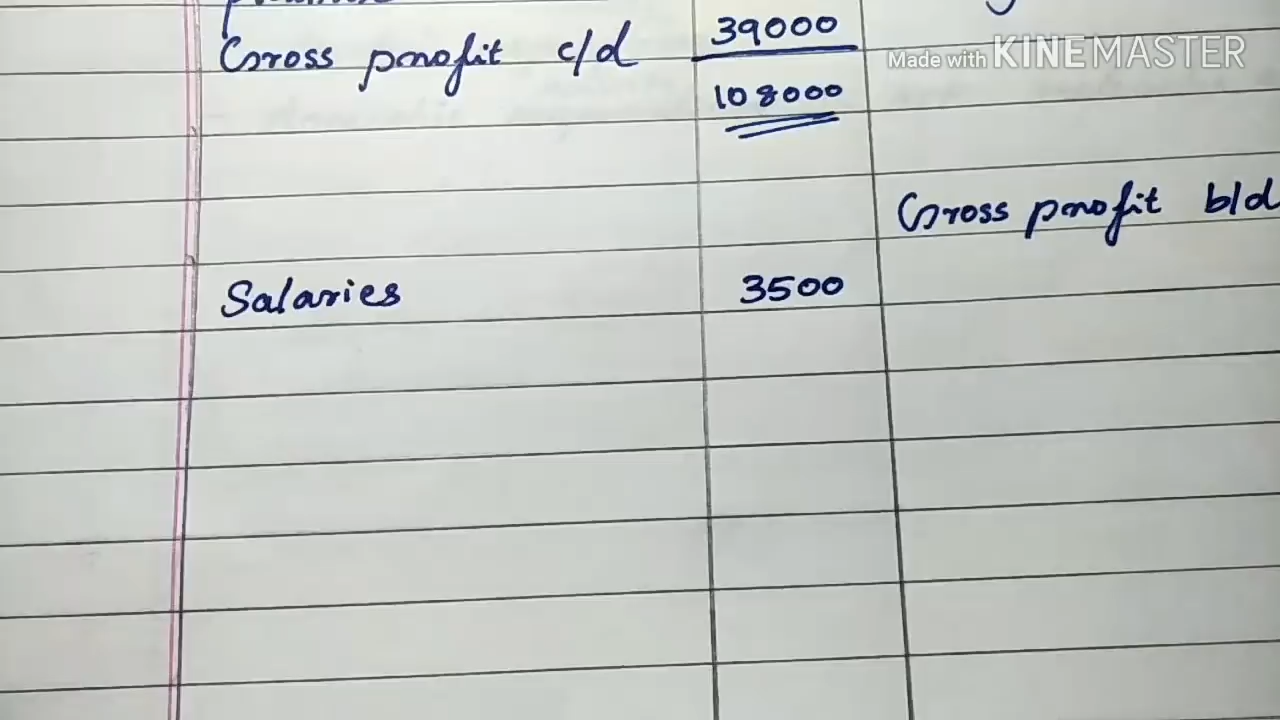 Gross profit c/d 39000
Made with KINEMASTER
108000
Gross profit b/d
Salaries 3500